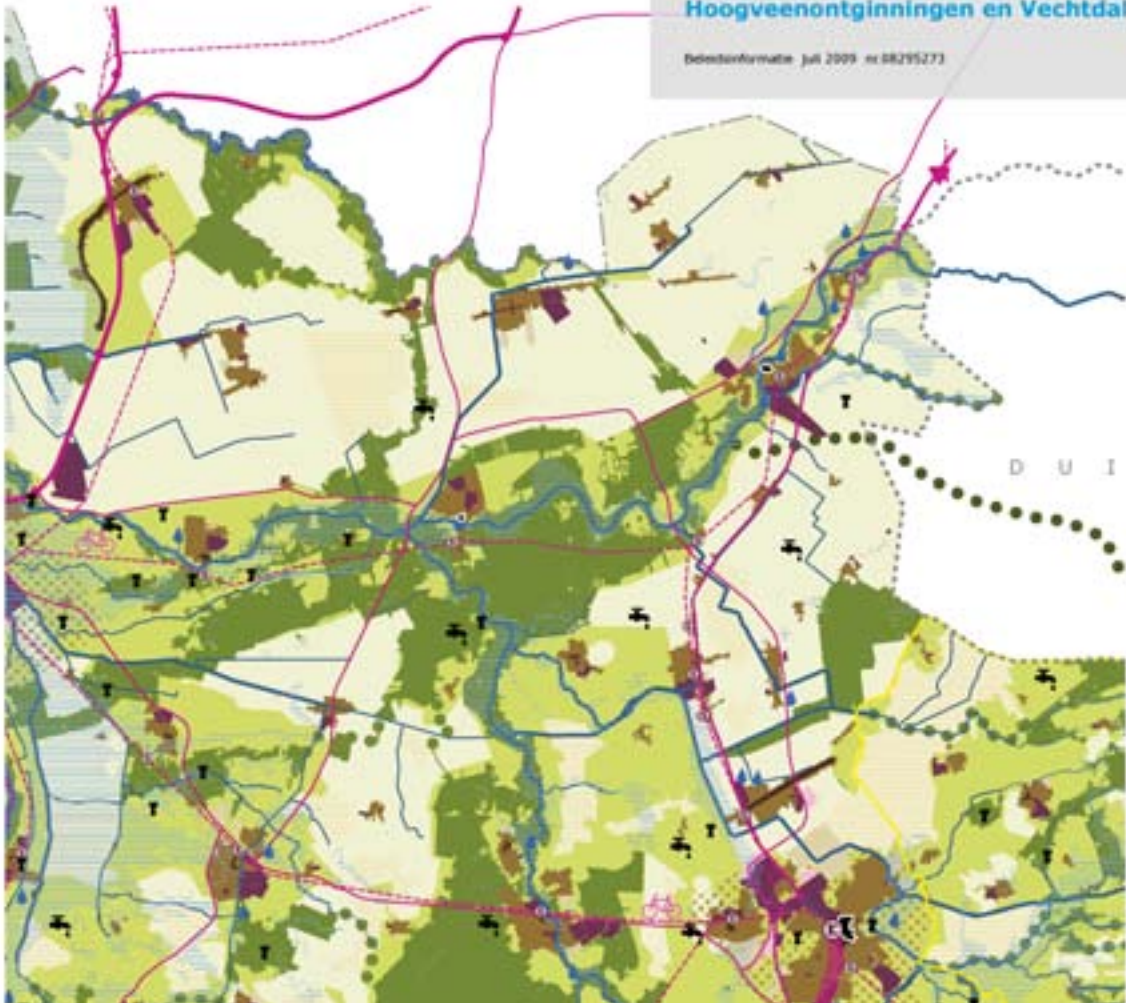 Hoogveenontginningen en Vechtdal
Beleidsinformatie juli 2009 nr.08295273
D U I